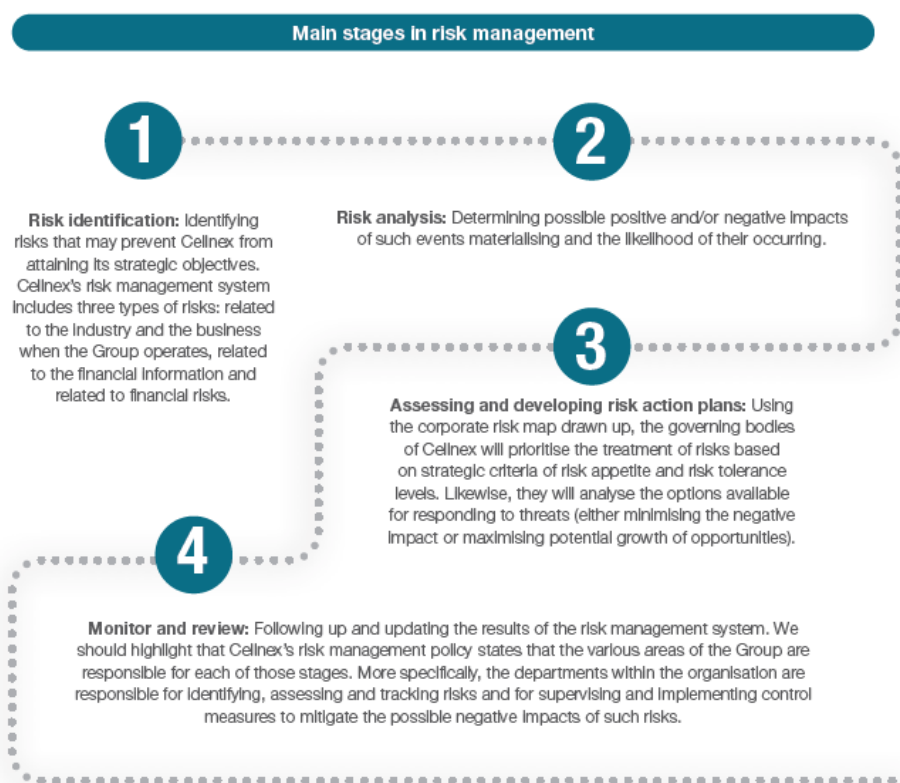 Main stages in risk management
1
2
Risk identification: Identifying
risks that may prevent Cellnex from
attaining its strategic objectives.
Cellnex's risk management system
includes three types of risks: related
to the industry and the business
when the Group operates, related
to the financial information and
related to financial risks.
Risk analysis: Determining possible positive and/or negative impacts
of such events materialising and the likelihood of their occurring.
3
Assessing and developing risk action plans: Using
the corporate risk map drawn up, the governing bodies
of Cellnex will prioritise the treatment of risks based
on strategic criteria of risk appetite and risk tolerance
levels. Likewise, they will analyse the options available
for responding to threats (either minimising the negative
impact or maximising potential growth of opportunities).
4
Monitor and review: Following up and updating the results of the risk management system. We
should highlight that Cellnex's risk management policy states that the various areas of the Group are
responsible for each of those stages. More specifically, the departments within the organisation are
responsible for identifying, assessing and tracking risks and for supervising and implementing control
measures to mitigate the possible negative impacts of such risks.